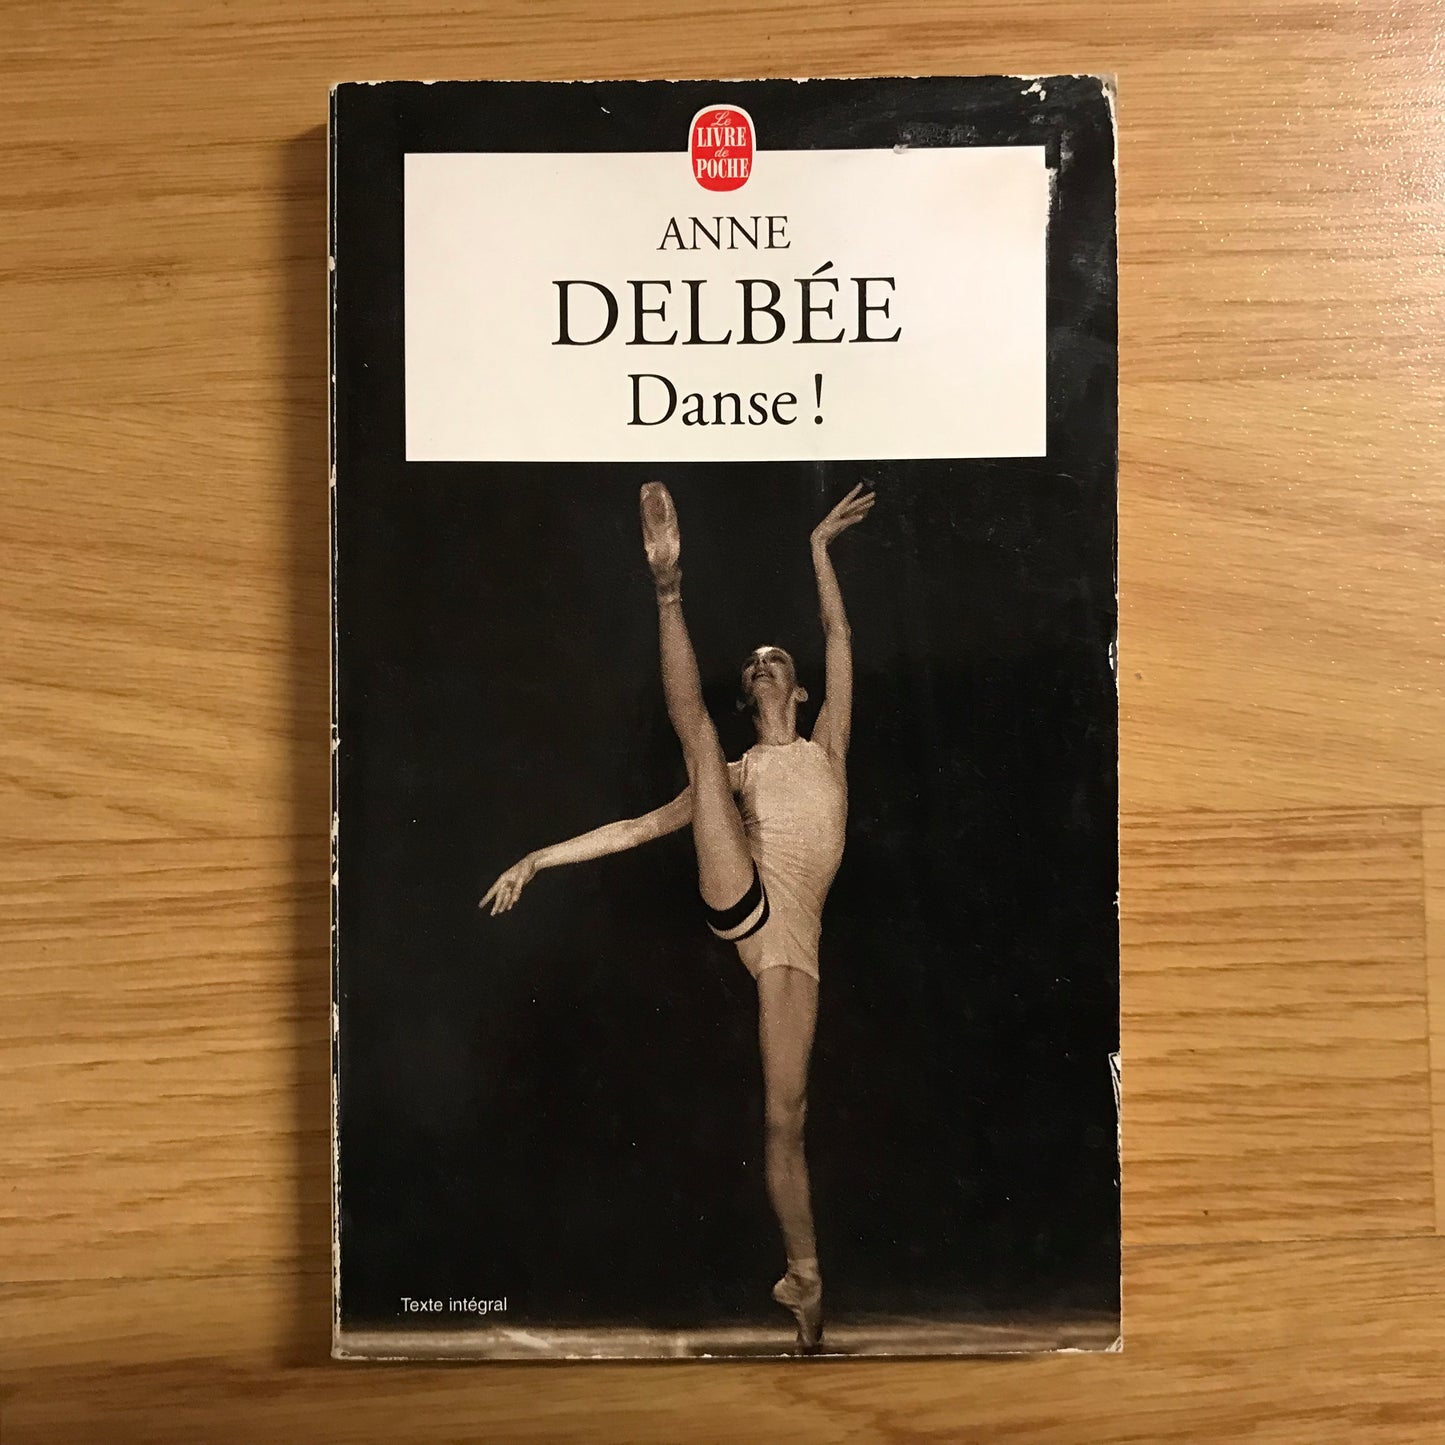 Le
LIVRE
de
POCHE
ANNE
DELBÉE
Danse !
Texte intégral